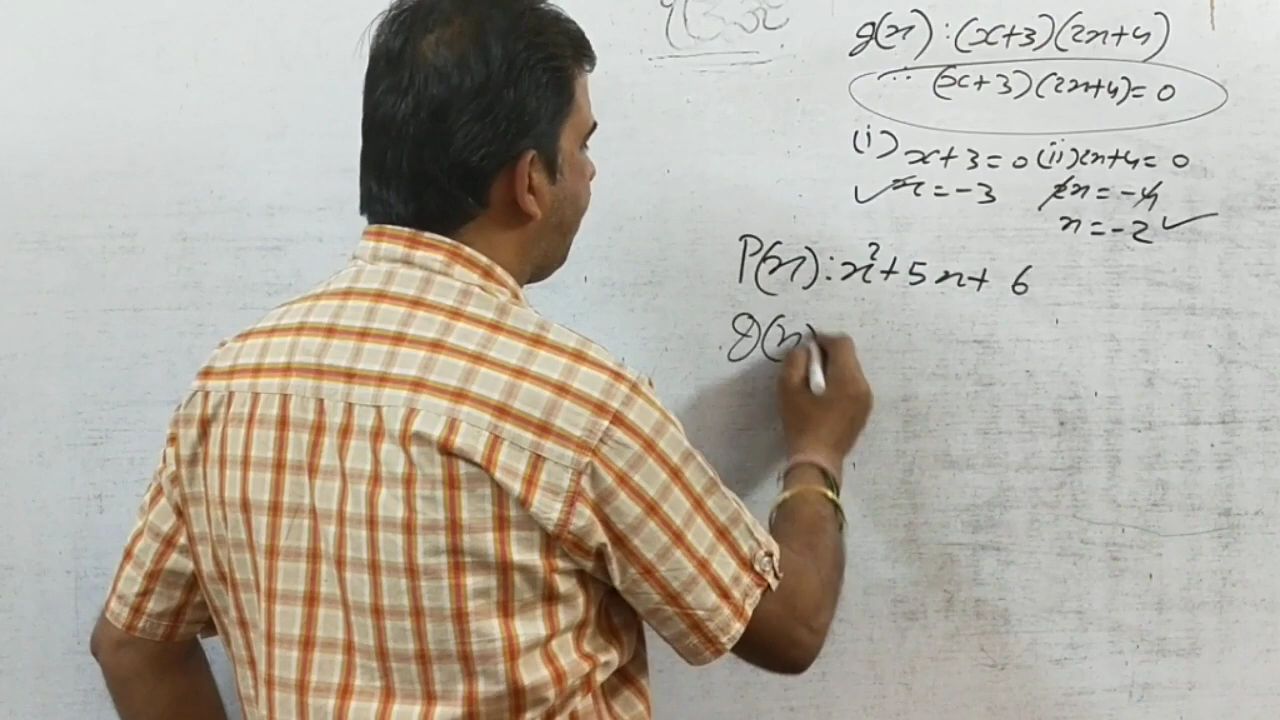 g(x) : (x+3)(2x+4)
∴ (x+3)(2x+4) = 0
(i) x+3 = 0 (ii) 2x+4 = 0
✓ x = -3 2x = -4
x = -2 ✓
P(x) : x²+5x+6
Q(x)